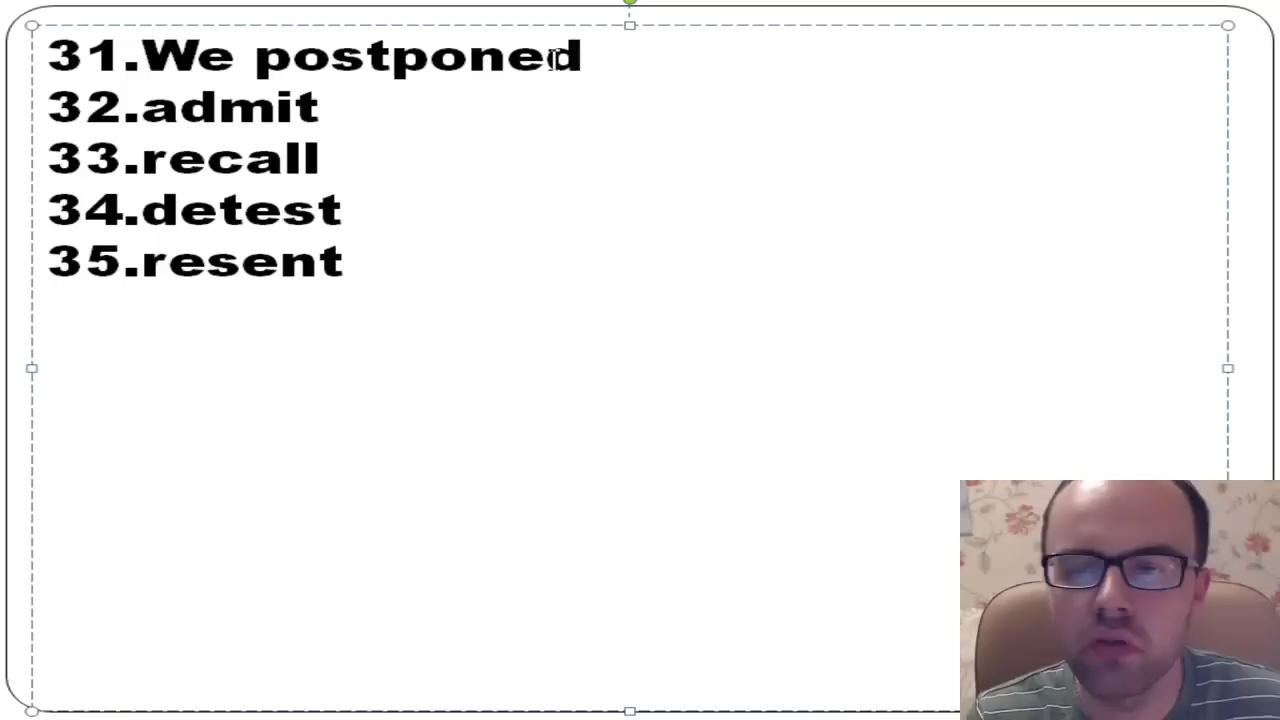 31.We postponed
32.admit
33.recall
34.detest
35.resent